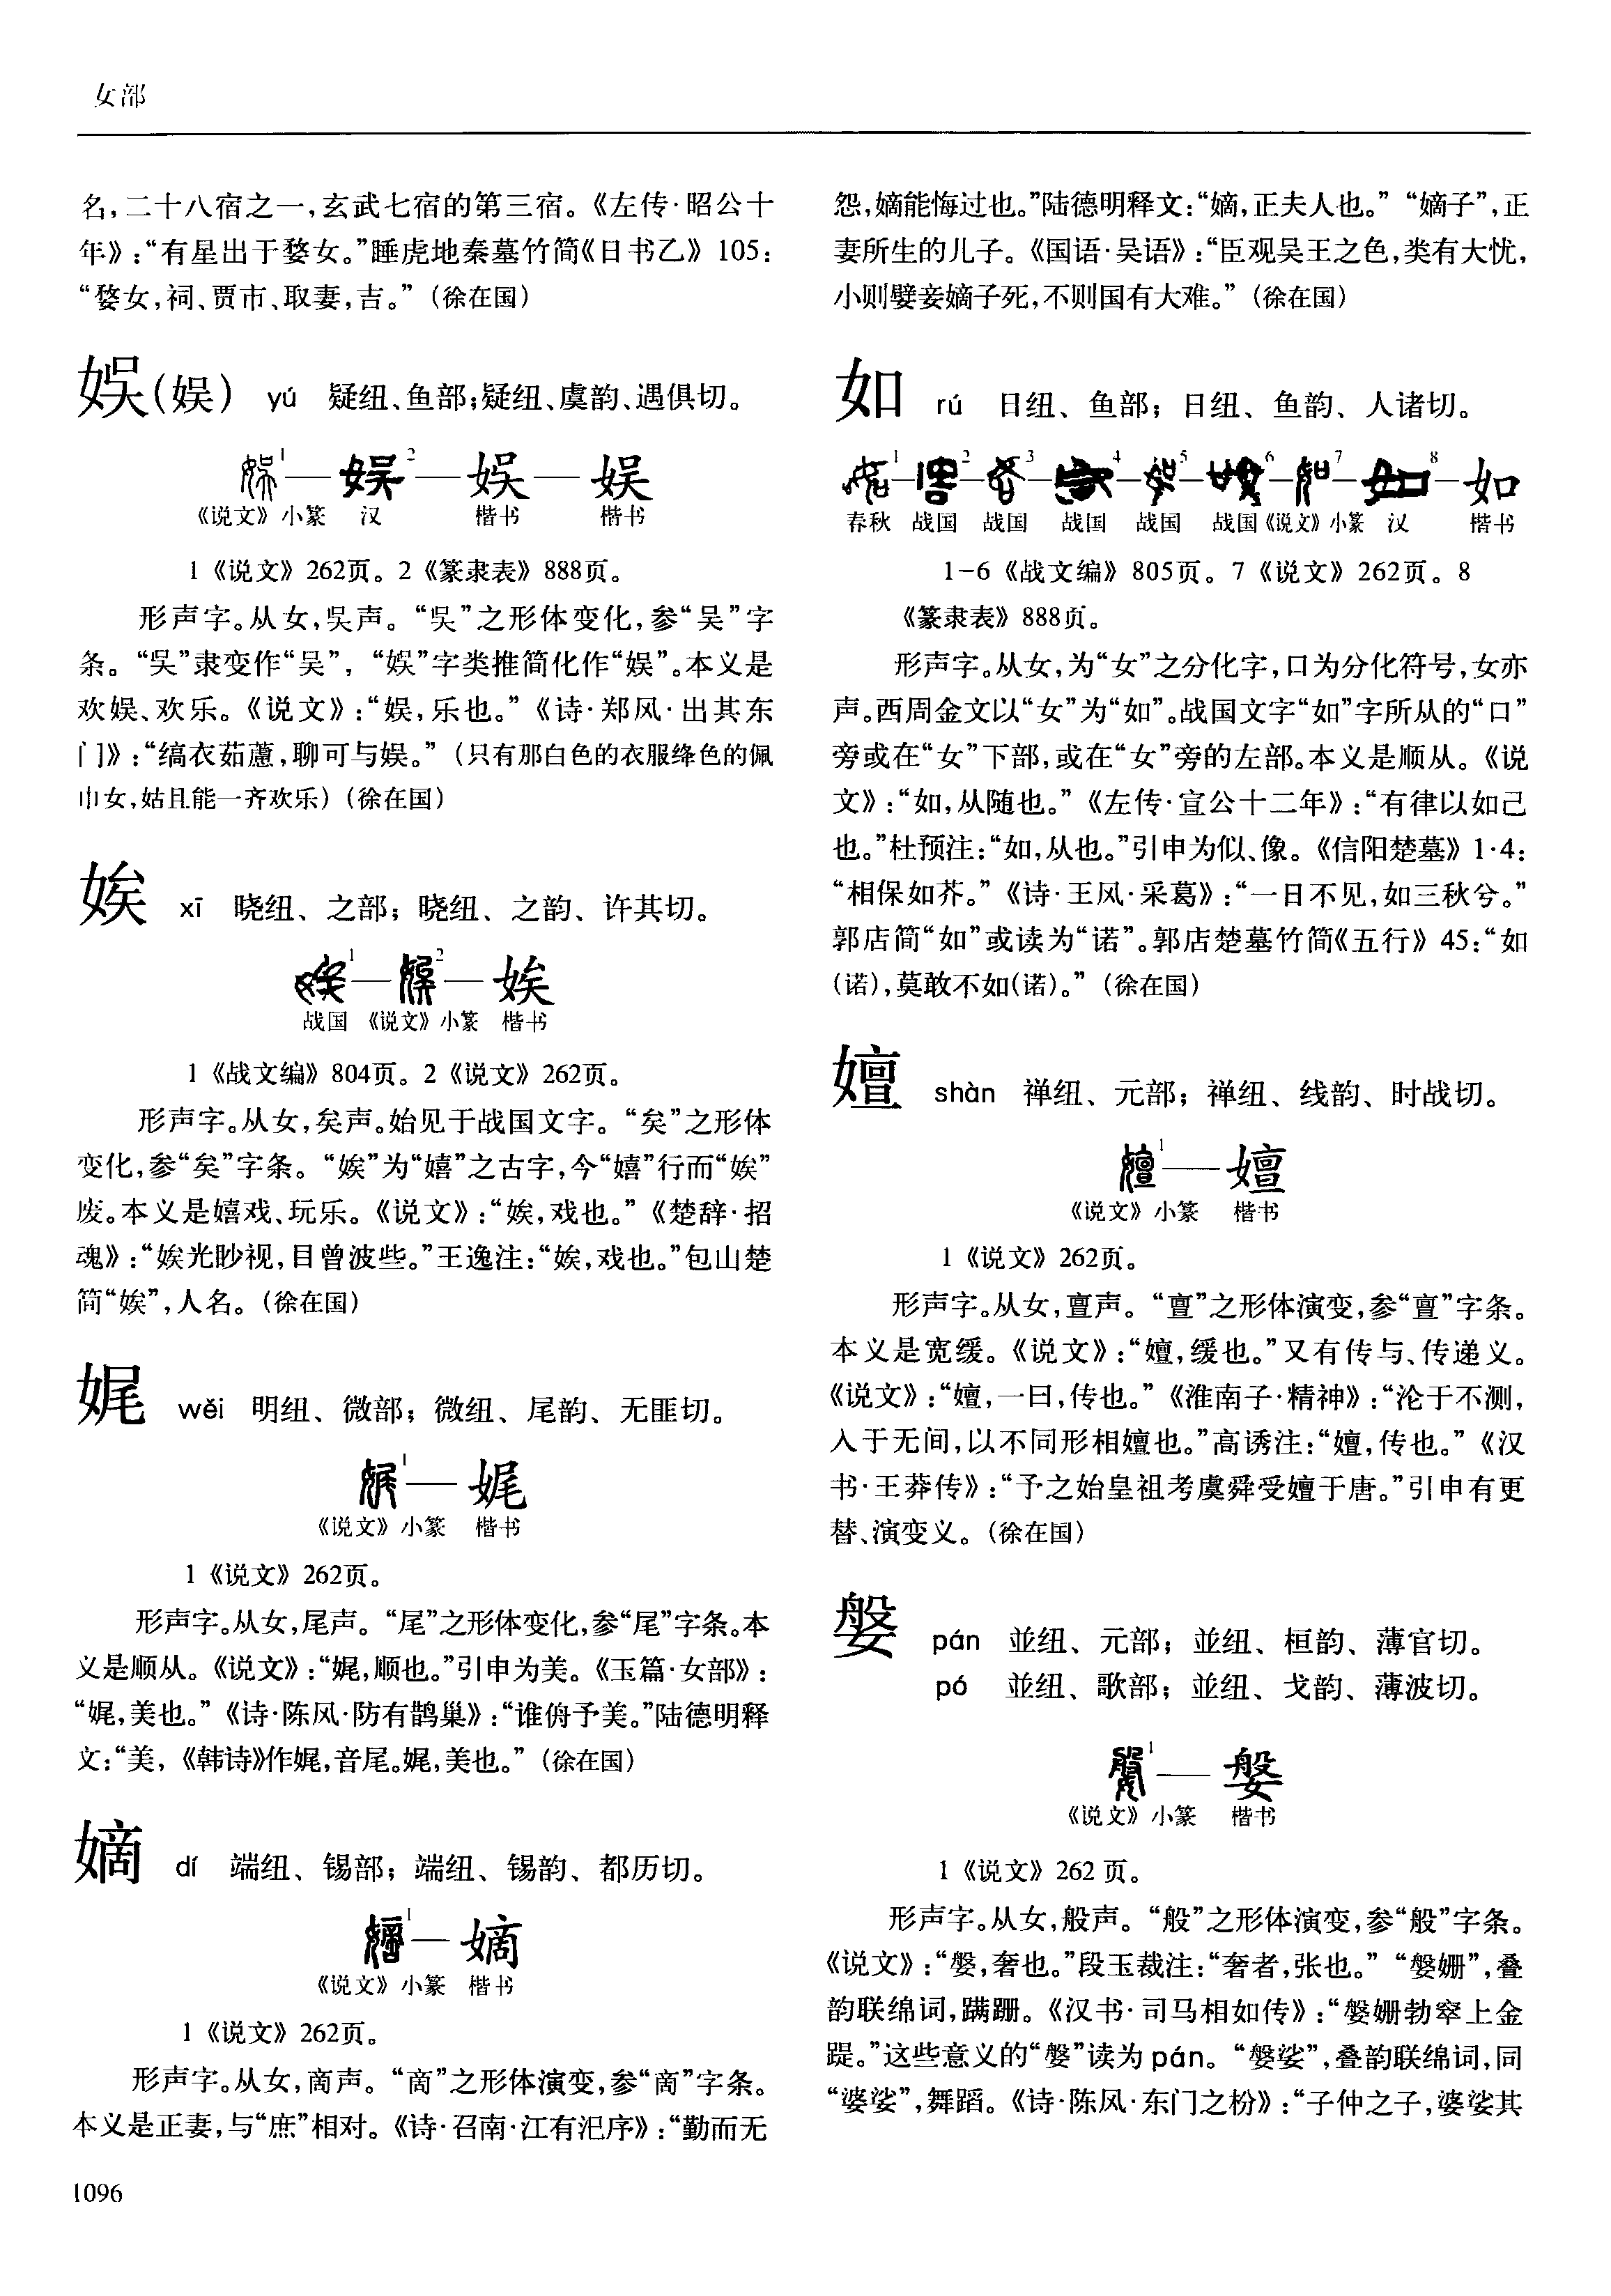 女部
名,二十八宿之一,玄武七宿的第三宿。《左传·昭公十
年》:“有星出于婺女。”睡虎地秦墓竹简《日书乙》105:
“婺女,祠、贾市、取妻,吉。”(徐在国)
娱(娱) yú 疑纽、鱼部;疑纽、虞韵、遇俱切。
1 — 2 — 娱 — 娱
《说文》小篆 汉 楷书 楷书
1《说文》262页。2《篆隶表》888页。
形声字。从女,吴声。“吴”之形体变化,参“吴”字
条。“吴”隶变作“吴”,“娱”字类推简化作“娱”。本义是
欢娱、欢乐。《说文》:“娱,乐也。”《诗·郑风·出其东
门》:“缟衣茹藘,聊可与娱。”(只有那白色的衣服绛色的佩
巾女,姑且能一齐欢乐)(徐在国)
娭 xī 晓纽、之部;晓纽、之韵、许其切。
1 — 2 — 娭
战国 《说文》小篆 楷书
1《战文编》804页。2《说文》262页。
形声字。从女,矣声。始见于战国文字。“矣”之形体
变化,参“矣”字条。“娭”为“嬉”之古字,今“嬉”行而“娭”
废。本义是嬉戏、玩乐。《说文》:“娭,戏也。”《楚辞·招
魂》:“娭光眇视,目曾波些。”王逸注:“娭,戏也。”包山楚
简“娭”,人名。(徐在国)
娓 wěi 明纽、微部;微纽、尾韵、无匪切。
1 — 娓
《说文》小篆 楷书
1《说文》262页。
形声字。从女,尾声。“尾”之形体变化,参“尾”字条。本
义是顺从。《说文》:“娓,顺也。”引申为美。《玉篇·女部》:
“娓,美也。”《诗·陈风·防有鹊巢》:“谁侜予美。”陆德明释
文:“美,《韩诗》作娓,音尾。娓,美也。”(徐在国)
嫡 dí 端纽、锡部;端纽、锡韵、都历切。
1 — 嫡
《说文》小篆 楷书
1《说文》262页。
形声字。从女,啇声。“啇”之形体演变,参“啇”字条。
本义是正妻,与“庶”相对。《诗·召南·江有汜序》:“勤而无
怨,嫡能悔过也。”陆德明释文:“嫡,正夫人也。”“嫡子”,正
妻所生的儿子。《国语·吴语》:“臣观吴王之色,类有大忧,
小则嬖妾嫡子死,不则国有大难。”(徐在国)
如 rú 日纽、鱼部;日纽、鱼韵、人诸切。
1 — 2 — 3 — 4 — 5 — 6 — 7 — 8 — 如
春秋 战国 战国 战国 战国 战国《说文》小篆 汉 楷书
1-6《战文编》805页。7《说文》262页。8
《篆隶表》888页。
形声字。从女,为“女”之分化字,口为分化符号,女亦
声。西周金文以“女”为“如”。战国文字“如”字所从的“口”
旁或在“女”下部,或在“女”旁的左部。本义是顺从。《说
文》:“如,从随也。”《左传·宣公十二年》:“有律以如己
也。”杜预注:“如,从也。”引申为似、像。《信阳楚墓》1·4:
“相保如芥。”《诗·王风·采葛》:“一日不见,如三秋兮。”
郭店简“如”或读为“诺”。郭店楚墓竹简《五行》45:“如
(诺),莫敢不如(诺)。”(徐在国)
嬗 shàn 禅纽、元部;禅纽、线韵、时战切。
1 — 嬗
《说文》小篆 楷书
1《说文》262页。
形声字。从女,亶声。“亶”之形体演变,参“亶”字条。
本义是宽缓。《说文》:“嬗,缓也。”又有传与、传递义。
《说文》:“嬗,一曰,传也。”《淮南子·精神》:“沦于不测,
入于无间,以不同形相嬗也。”高诱注:“嬗,传也。”《汉
书·王莽传》:“予之始皇祖考虞舜受嬗于唐。”引申有更
替、演变义。(徐在国)
媻 pán 並纽、元部;並纽、桓韵、薄官切。
pó 並纽、歌部;並纽、戈韵、薄波切。
1 — 媻
《说文》小篆 楷书
1《说文》262页。
形声字。从女,般声。“般”之形体演变,参“般”字条。
《说文》:“媻,奢也。”段玉裁注:“奢者,张也。”“媻姗”,叠
韵联绵词,蹒跚。《汉书·司马相如传》:“媻姗勃窣上金
隄。”这些意义的“媻”读为 pán。“媻娑”,叠韵联绵词,同
“婆娑”,舞蹈。《诗·陈风·东门之枌》:“子仲之子,婆娑其
1096